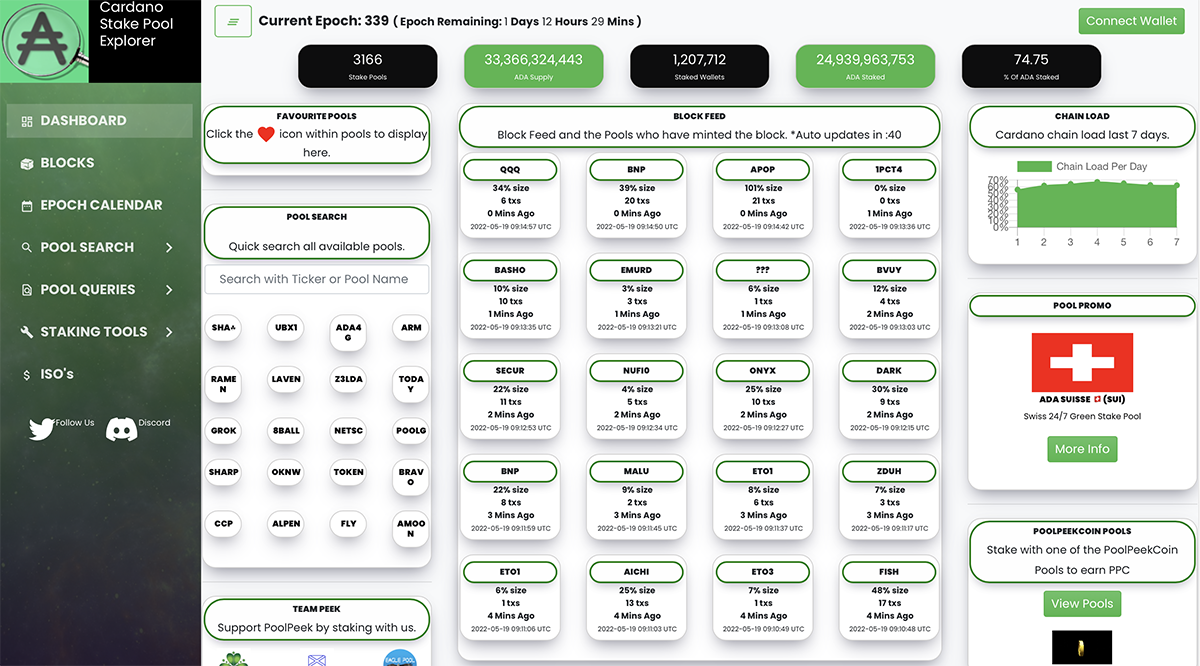 Cardano
Stake Pool
Explorer
DASHBOARD
BLOCKS
EPOCH CALENDAR
POOL SEARCH
POOL QUERIES
STAKING TOOLS
$ ISO's
Follow Us
Discord
Current Epoch: 339 ( Epoch Remaining: 1 Days 12 Hours 29 Mins )
Connect Wallet
3166
Stake Pools
33,366,324,443
ADA Supply
1,207,712
Staked Wallets
24,939,963,753
ADA Staked
74.75
% Of ADA Staked
FAVOURITE POOLS
Click the ❤ icon within pools to display
here.
POOL SEARCH
Quick search all available pools.
Search with Ticker or Pool Name
SHA
UBX1
ADA4
G
ARM
RAME
N
LAVEN
Z3LDA
TODA
Y
GROK
8BALL
NETSC
POOLG
SHARP
OKNW
TOKEN
BRAV
O
CCP
ALPEN
FLY
AMOO
N
TEAM PEEK
Support PoolPeek by staking with us.
EAGLE POOL
BLOCK FEED
Block Feed and the Pools who have minted the block. *Auto updates in :40
QQQ
34% size
6 txs
0 Mins Ago
2022-05-19 09:14:57 UTC
BNP
39% size
20 txs
0 Mins Ago
2022-05-19 09:14:50 UTC
APOP
101% size
21 txs
0 Mins Ago
2022-05-19 09:14:42 UTC
1PCT4
0% size
0 txs
1 Mins Ago
2022-05-19 09:13:36 UTC
BASHO
10% size
10 txs
1 Mins Ago
2022-05-19 09:13:35 UTC
EMURD
3% size
3 txs
1 Mins Ago
2022-05-19 09:13:21 UTC
???
6% size
1 txs
1 Mins Ago
2022-05-19 09:13:08 UTC
BVUY
12% size
4 txs
2 Mins Ago
2022-05-19 09:13:03 UTC
SECUR
22% size
11 txs
2 Mins Ago
2022-05-19 09:12:53 UTC
NUFI0
4% size
5 txs
2 Mins Ago
2022-05-19 09:12:34 UTC
ONYX
25% size
10 txs
2 Mins Ago
2022-05-19 09:12:27 UTC
DARK
30% size
9 txs
2 Mins Ago
2022-05-19 09:12:15 UTC
BNP
22% size
8 txs
3 Mins Ago
2022-05-19 09:11:59 UTC
MALU
9% size
2 txs
3 Mins Ago
2022-05-19 09:11:45 UTC
ETO1
8% size
6 txs
3 Mins Ago
2022-05-19 09:11:37 UTC
ZDUH
7% size
3 txs
3 Mins Ago
2022-05-19 09:11:17 UTC
ETO1
6% size
1 txs
4 Mins Ago
2022-05-19 09:11:06 UTC
AICHI
25% size
13 txs
4 Mins Ago
2022-05-19 09:11:03 UTC
ETO3
7% size
1 txs
4 Mins Ago
2022-05-19 09:10:49 UTC
FISH
48% size
17 txs
4 Mins Ago
2022-05-19 09:10:48 UTC
CHAIN LOAD
Cardano chain load last 7 days.
Chain Load Per Day
70%
60%
50%
40%
30%
20%
10%
0%
1 2 3 4 5 6 7
POOL PROMO
ADA SUISSE 🇨🇭 (SUI)
Swiss 24/7 Green Stake Pool
More Info
POOLPEEKCOIN POOLS
Stake with one of the PoolPeekCoin
Pools to earn PPC
View Pools